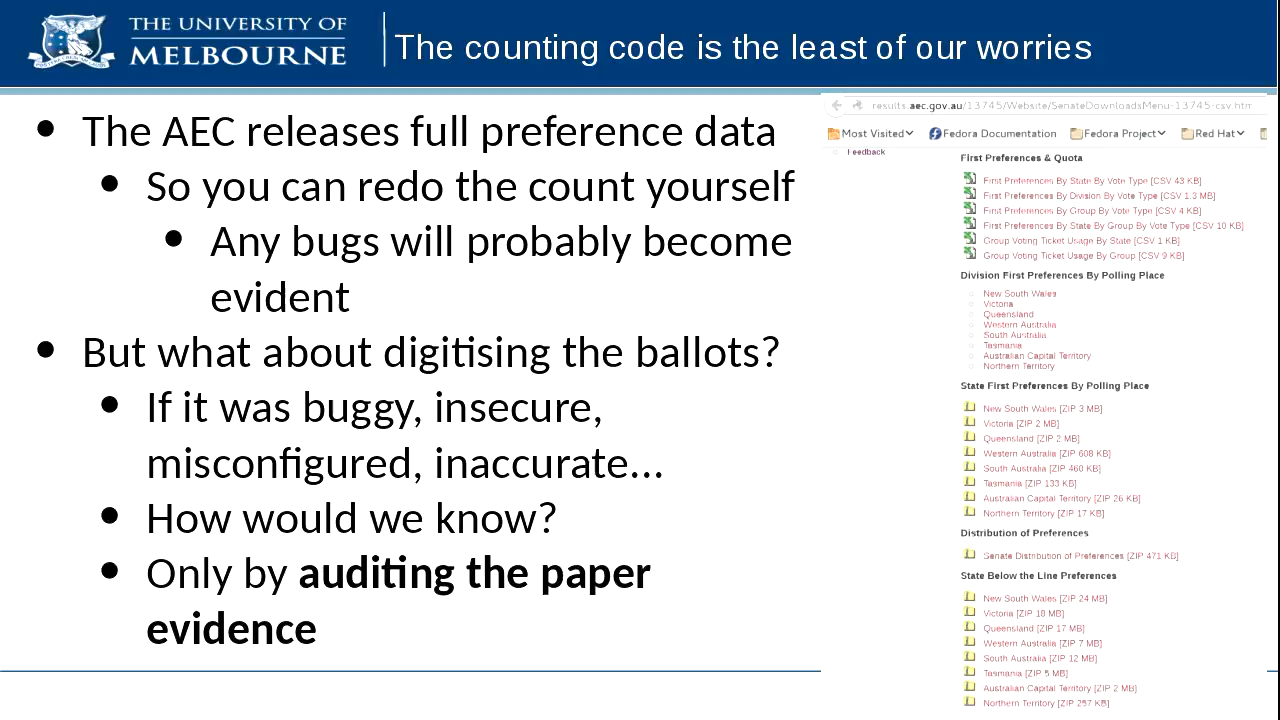 THE UNIVERSITY OF
MELBOURNE
The counting code is the least of our worries
• The AEC releases full preference data
• So you can redo the count yourself
• Any bugs will probably become
evident
• But what about digitising the ballots?
• If it was buggy, insecure,
misconfigured, inaccurate...
• How would we know?
• Only by auditing the paper
evidence
results.aec.gov.au/13745/Website/SenateDownloadsMenu-13745-csv.htm
Most Visited Fedora Documentation Fedora Project Red Hat
Feedback
First Preferences & Quota
First Preferences By State By Vote Type [CSV 43 KB]
First Preferences By Division By Vote Type [CSV 1.3 MB]
First Preferences By Group By Vote Type [CSV 4 KB]
First Preferences By State By Group By Vote Type [CSV 10 KB]
Group Voting Ticket Usage By State [CSV 1 KB]
Group Voting Ticket Usage By Group [CSV 9 KB]
Division First Preferences By Polling Place
New South Wales
Victoria
Queensland
Western Australia
South Australia
Tasmania
Australian Capital Territory
Northern Territory
State First Preferences By Polling Place
New South Wales [ZIP 3 MB]
Victoria [ZIP 2 MB]
Queensland [ZIP 2 MB]
Western Australia [ZIP 608 KB]
South Australia [ZIP 460 KB]
Tasmania [ZIP 133 KB]
Australian Capital Territory [ZIP 26 KB]
Northern Territory [ZIP 17 KB]
Distribution of Preferences
Senate Distribution of Preferences [ZIP 471 KB]
State Below the Line Preferences
New South Wales [ZIP 24 MB]
Victoria [ZIP 18 MB]
Queensland [ZIP 17 MB]
Western Australia [ZIP 7 MB]
South Australia [ZIP 12 MB]
Tasmania [ZIP 5 MB]
Australian Capital Territory [ZIP 2 MB]
Northern Territory [ZIP 257 KB]